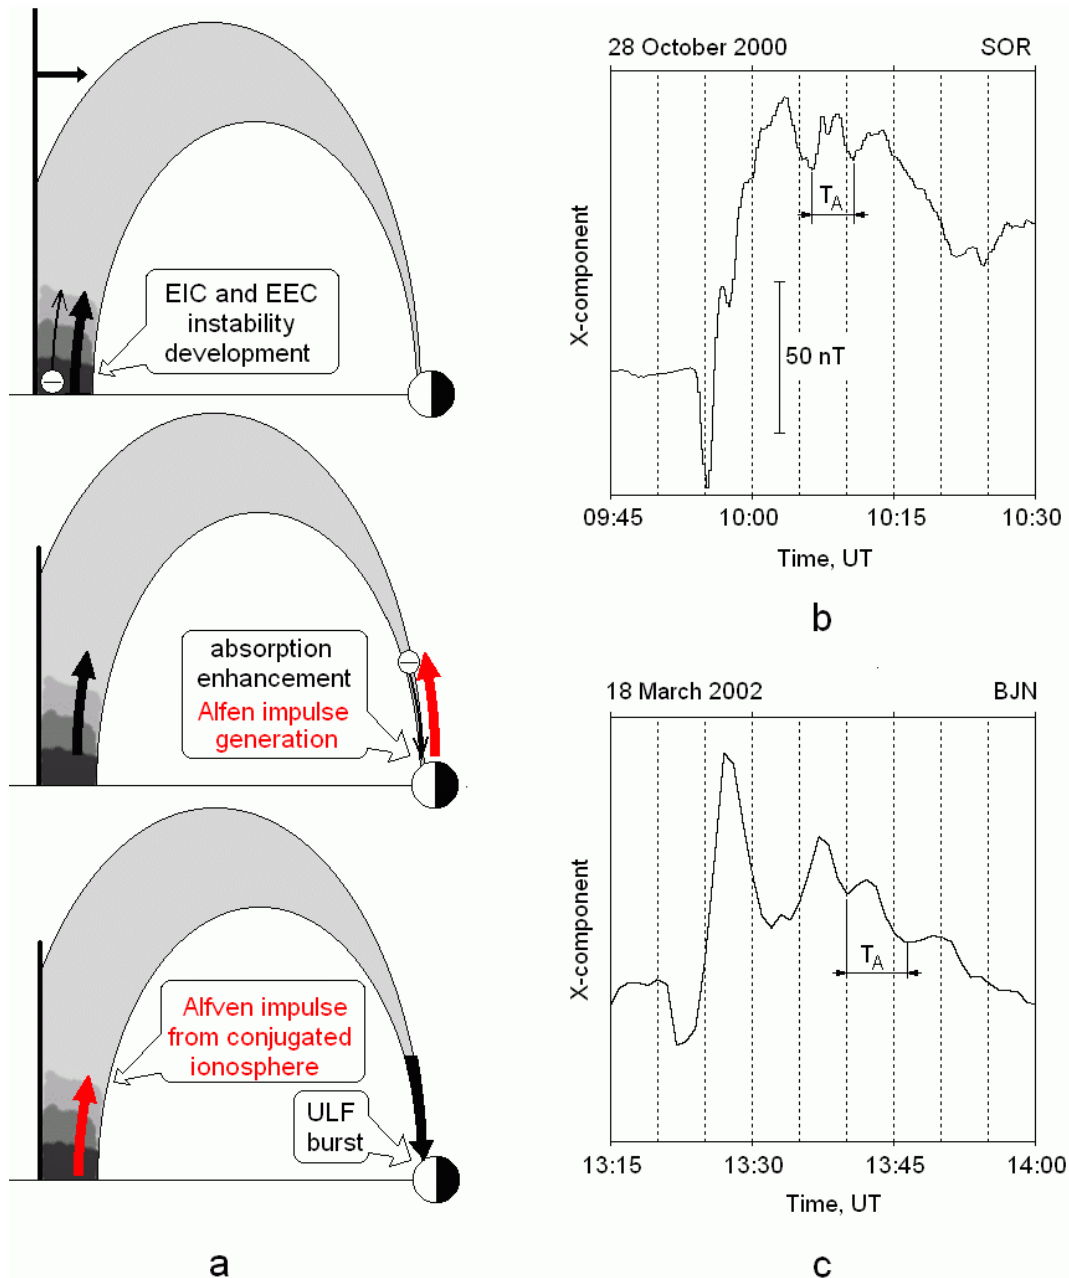 EIC and EEC
instability
development
absorption
enhancement
Alfen impulse
generation
Alfven impulse
from conjugated
ionosphere
ULF
burst
a
28 October 2000 SOR
X-component
TA
50 nT
09:45 10:00 10:15 10:30
Time, UT
b
18 March 2002 BJN
X-component
TA
13:15 13:30 13:45 14:00
Time, UT
c